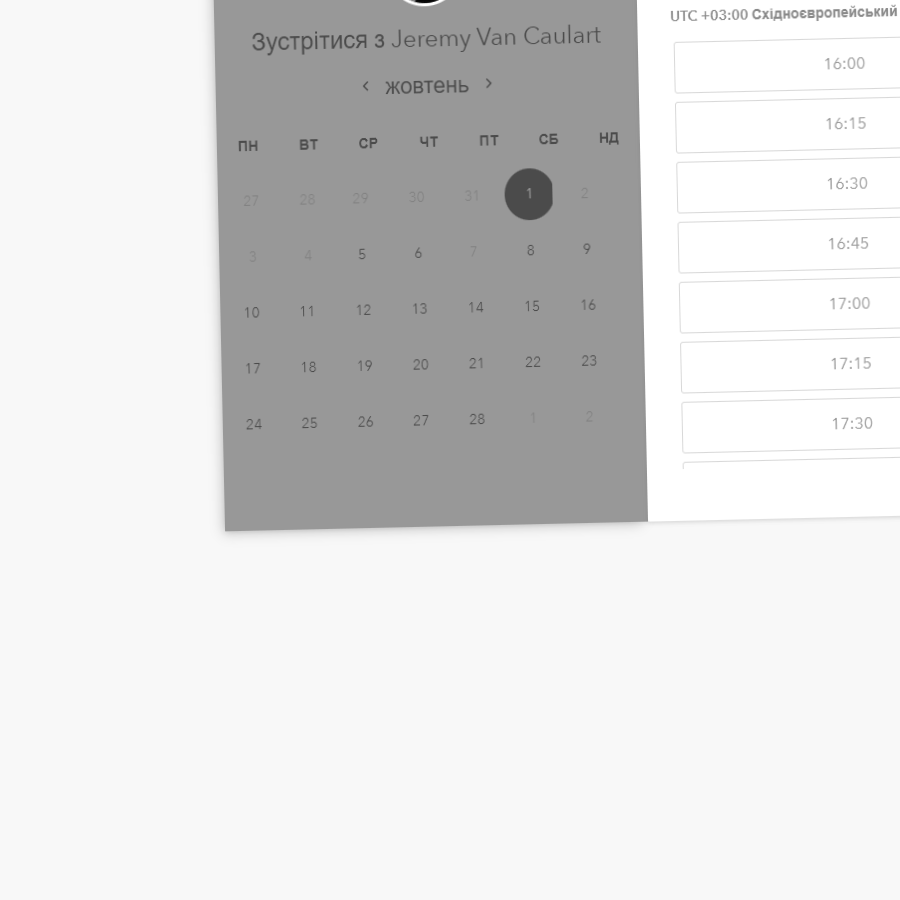 Зустрітися з Jeremy Van Caulart
‹ жовтень ›
ПН ВТ СР ЧТ ПТ СБ НД
27 28 29 30 31 1 2
3 4 5 6 7 8 9
10 11 12 13 14 15 16
17 18 19 20 21 22 23
24 25 26 27 28 1 2
UTC +03:00 Східноєвропейський
16:00
16:15
16:30
16:45
17:00
17:15
17:30